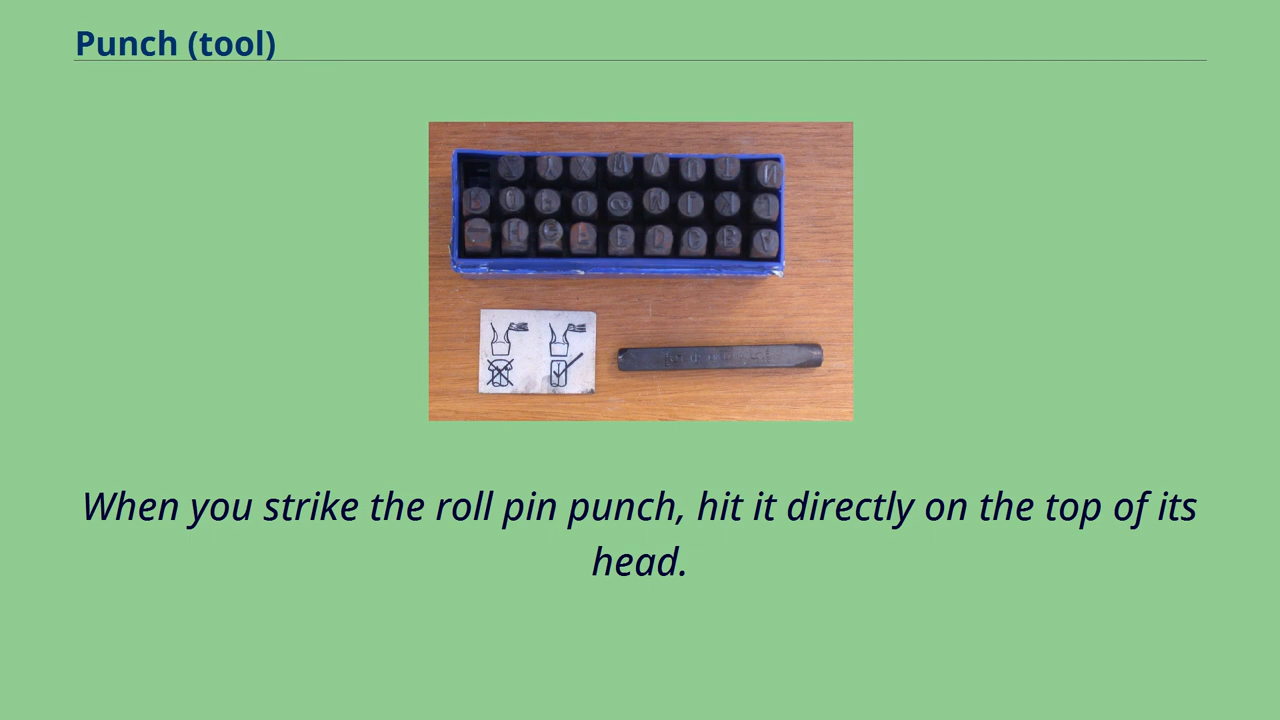 Punch (tool)
When you strike the roll pin punch, hit it directly on the top of its
head.